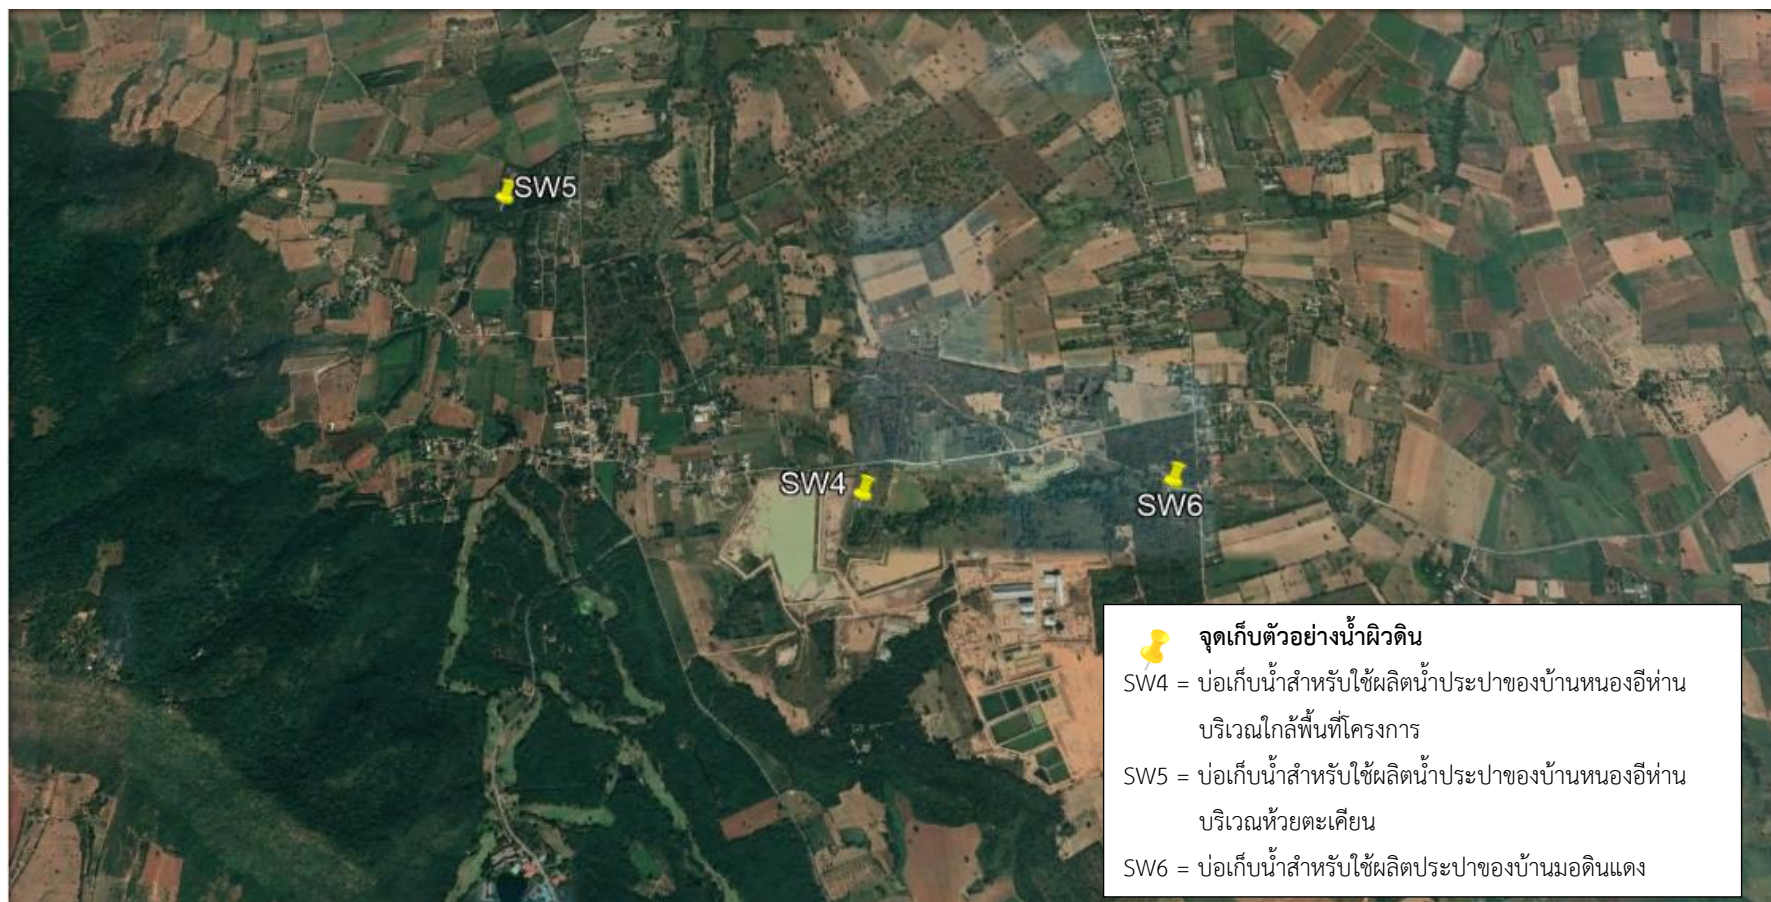 SW5
SW4
SW6
จุดเก็บตัวอย่างน้ำผิวดิน
SW4 = บ่อเก็บน้ำสำหรับใช้ผลิตน้ำประปาของบ้านหนองอีห่าน
บริเวณใกล้พื้นที่โครงการ
SW5 = บ่อเก็บน้ำสำหรับใช้ผลิตน้ำประปาของบ้านหนองอีห่าน
บริเวณห้วยตะเคียน
SW6 = บ่อเก็บน้ำสำหรับใช้ผลิตประปาของบ้านมอดินแดง